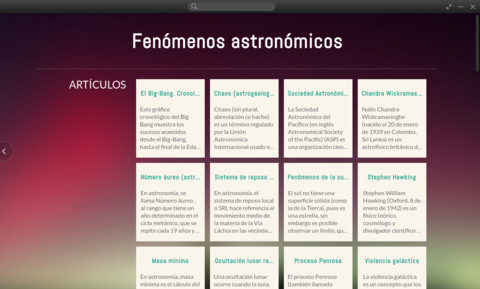 Fenómenos astronómicos
ARTÍCULOS
El Big-Bang. Cronol...
Este gráfico
cronológico del Big
Bang muestra los
sucesos acaecidos
desde el Big-Bang,
hasta el final de la Eda...
Chaos (astrogeolog...
Chaos (sin plural,
abreviación ce hache)
es un término regulado
por la Unión
Astronómica
Internacional usado e...
Sociedad Astronómi...
La Sociedad
Astronómica del
Pacífico (en inglés
Astronomical Society
of the Pacific) (ASP) es
una organización cien...
Chandra Wickramas...
Nalin Chandra
Wickramasinghe
(nacido el 20 de enero
de 1939 en Colombo,
Sri Lanka) es un
astrofísico británico d...
Número áureo (astr...
En astronomía, se
llama Número áureo,
al rango que tiene un
año determinado en el
ciclo metónico, que se
repite cada 19 años y ...
Sistema de reposo ...
En astronomía, el
sistema de reposo local
o SRL hace referencia al
movimiento medio de
la materia de la Vía
Láctea en las vecinda...
Fenómenos de la su...
El sol no tiene una
superficie sólida (como
la de la Tierra), pues es
una estrella, sin
embargo es posible
observar un límite, qu...
Stephen Hawking
Stephen William
Hawking (Oxford, 8 de
enero de 1942) es un
físico teórico,
cosmólogo y
divulgador científico ...
Masa mínima
En astronomía, masa
mínima es el cálculo del
Ocultación lunar ra...
Una ocultación lunar
ocurre cuando la luna,
Proceso Penrose
El proceso Penrose
(también llamado
Violencia galáctica
La violencia galáctica
es un concepto que en